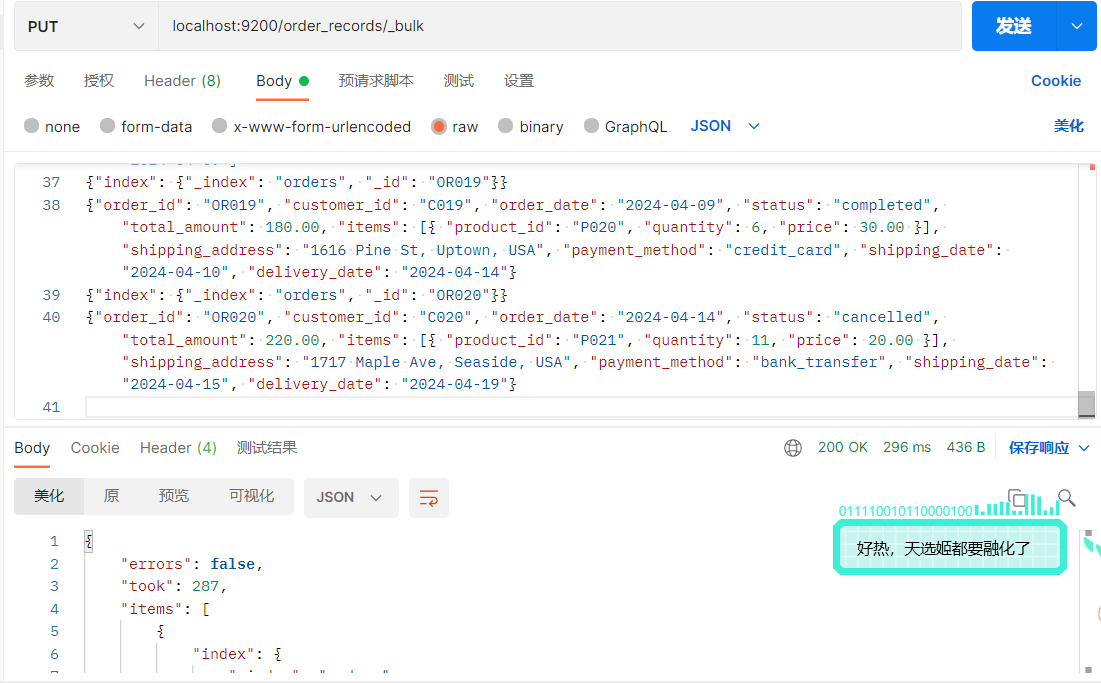 PUT localhost:9200/order_records/_bulk 发送
参数 授权 Header (8) Body 预请求脚本 测试 设置 Cookie
none form-data x-www-form-urlencoded raw binary GraphQL JSON 美化
37 {"index": {"_index": "orders", "_id": "OR019"}}
38 {"order_id": "OR019", "customer_id": "C019", "order_date": "2024-04-09", "status": "completed",
"total_amount": 180.00, "items": [{ "product_id": "P020", "quantity": 6, "price": 30.00 }],
"shipping_address": "1616 Pine St, Uptown, USA", "payment_method": "credit_card", "shipping_date":
"2024-04-10", "delivery_date": "2024-04-14"}
39 {"index": {"_index": "orders", "_id": "OR020"}}
40 {"order_id": "OR020", "customer_id": "C020", "order_date": "2024-04-14", "status": "cancelled",
"total_amount": 220.00, "items": [{ "product_id": "P021", "quantity": 11, "price": 20.00 }],
"shipping_address": "1717 Maple Ave, Seaside, USA", "payment_method": "bank_transfer", "shipping_date":
"2024-04-15", "delivery_date": "2024-04-19"}
41
Body Cookie Header (4) 测试结果 200 OK 296 ms 436 B 保存响应
美化 原 预览 可视化 JSON
011110010110000100
好热，天选姬都要融化了
1 {
2 "errors": false,
3 "took": 287,
4 "items": [
5 {
6 "index": {